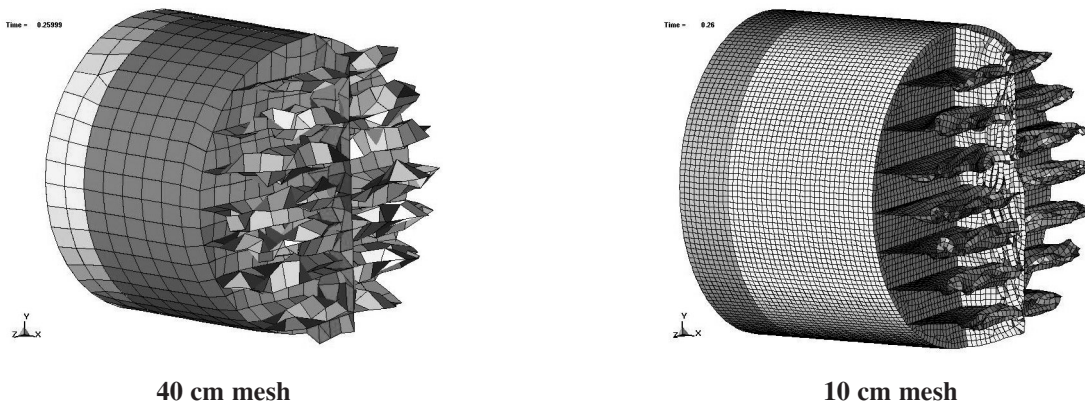 Time = 0.25999
Time = 0.26
Y
Z X
Y
Z X
40 cm mesh
10 cm mesh